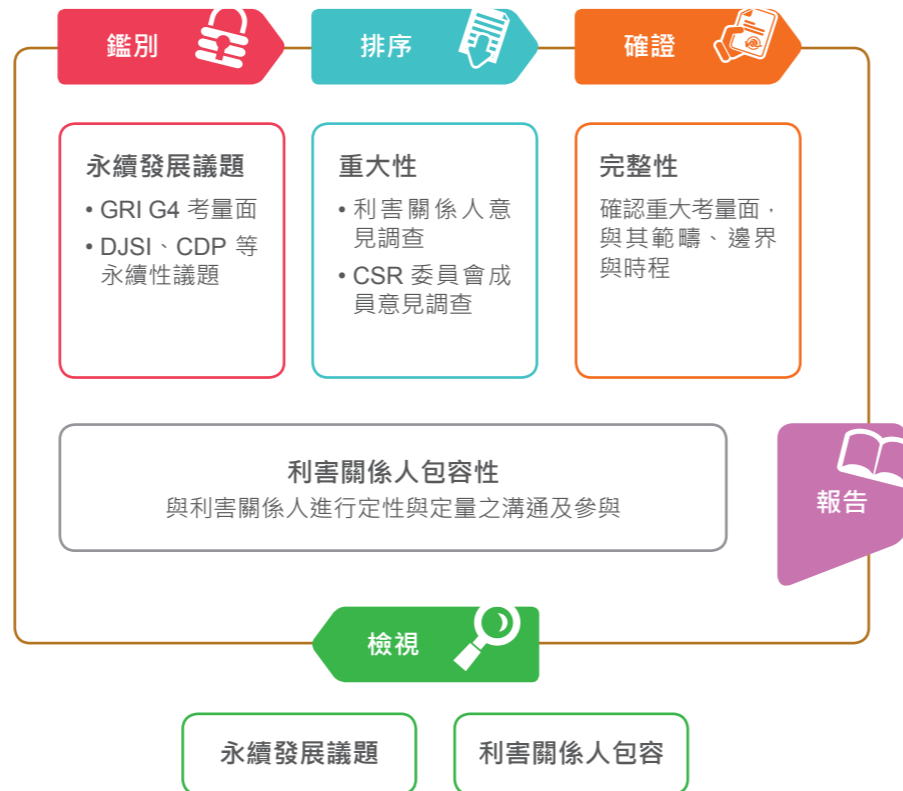 鑑別
排序
確證
永續發展議題
• GRI G4 考量面
• DJSI、CDP 等
永續性議題
重大性
• 利害關係人意
見調查
• CSR 委員會成
員意見調查
完整性
確認重大考量面，
與其範疇、邊界
與時程
利害關係人包容性
與利害關係人進行定性與定量之溝通及參與
報告
檢視
永續發展議題
利害關係人包容